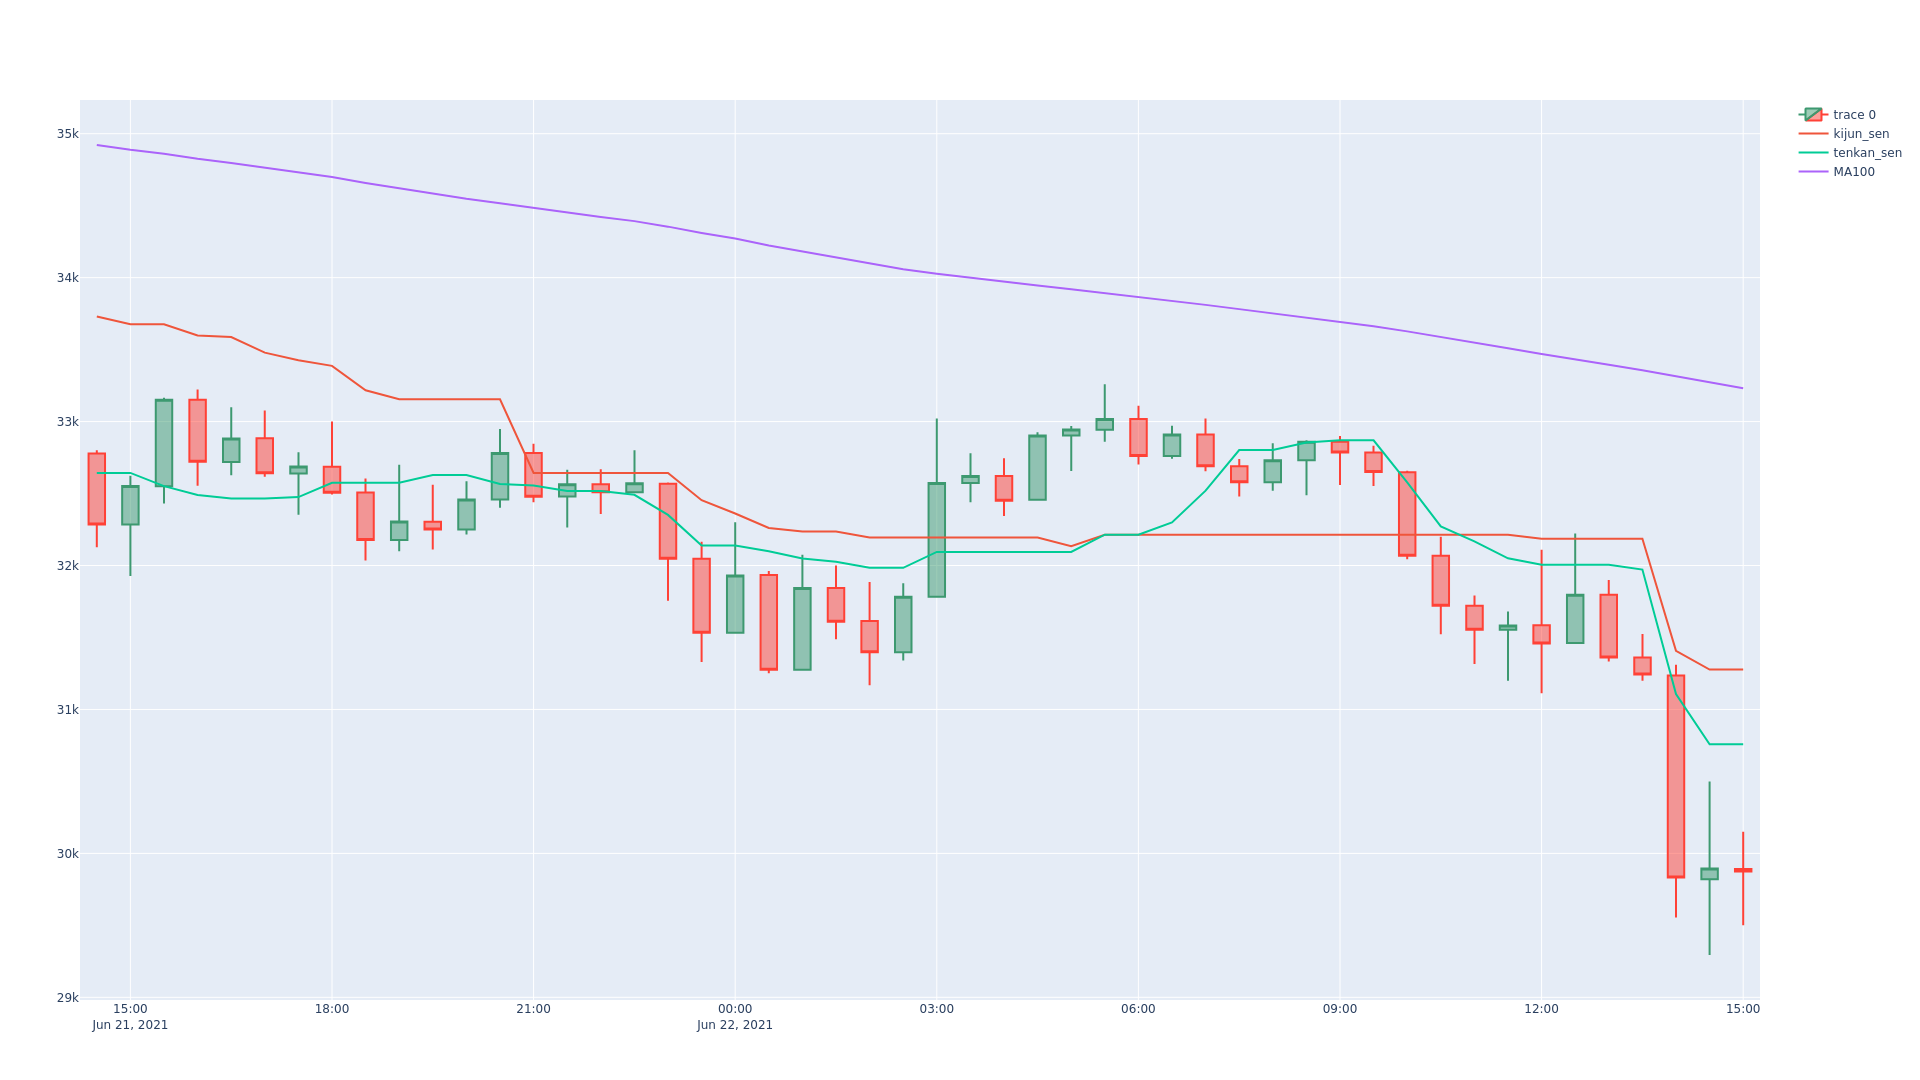 35k
34k
33k
32k
31k
30k
29k
15:00
Jun 21, 2021
18:00
21:00
00:00
Jun 22, 2021
03:00
06:00
09:00
12:00
15:00
trace 0
kijun_sen
tenkan_sen
MA100